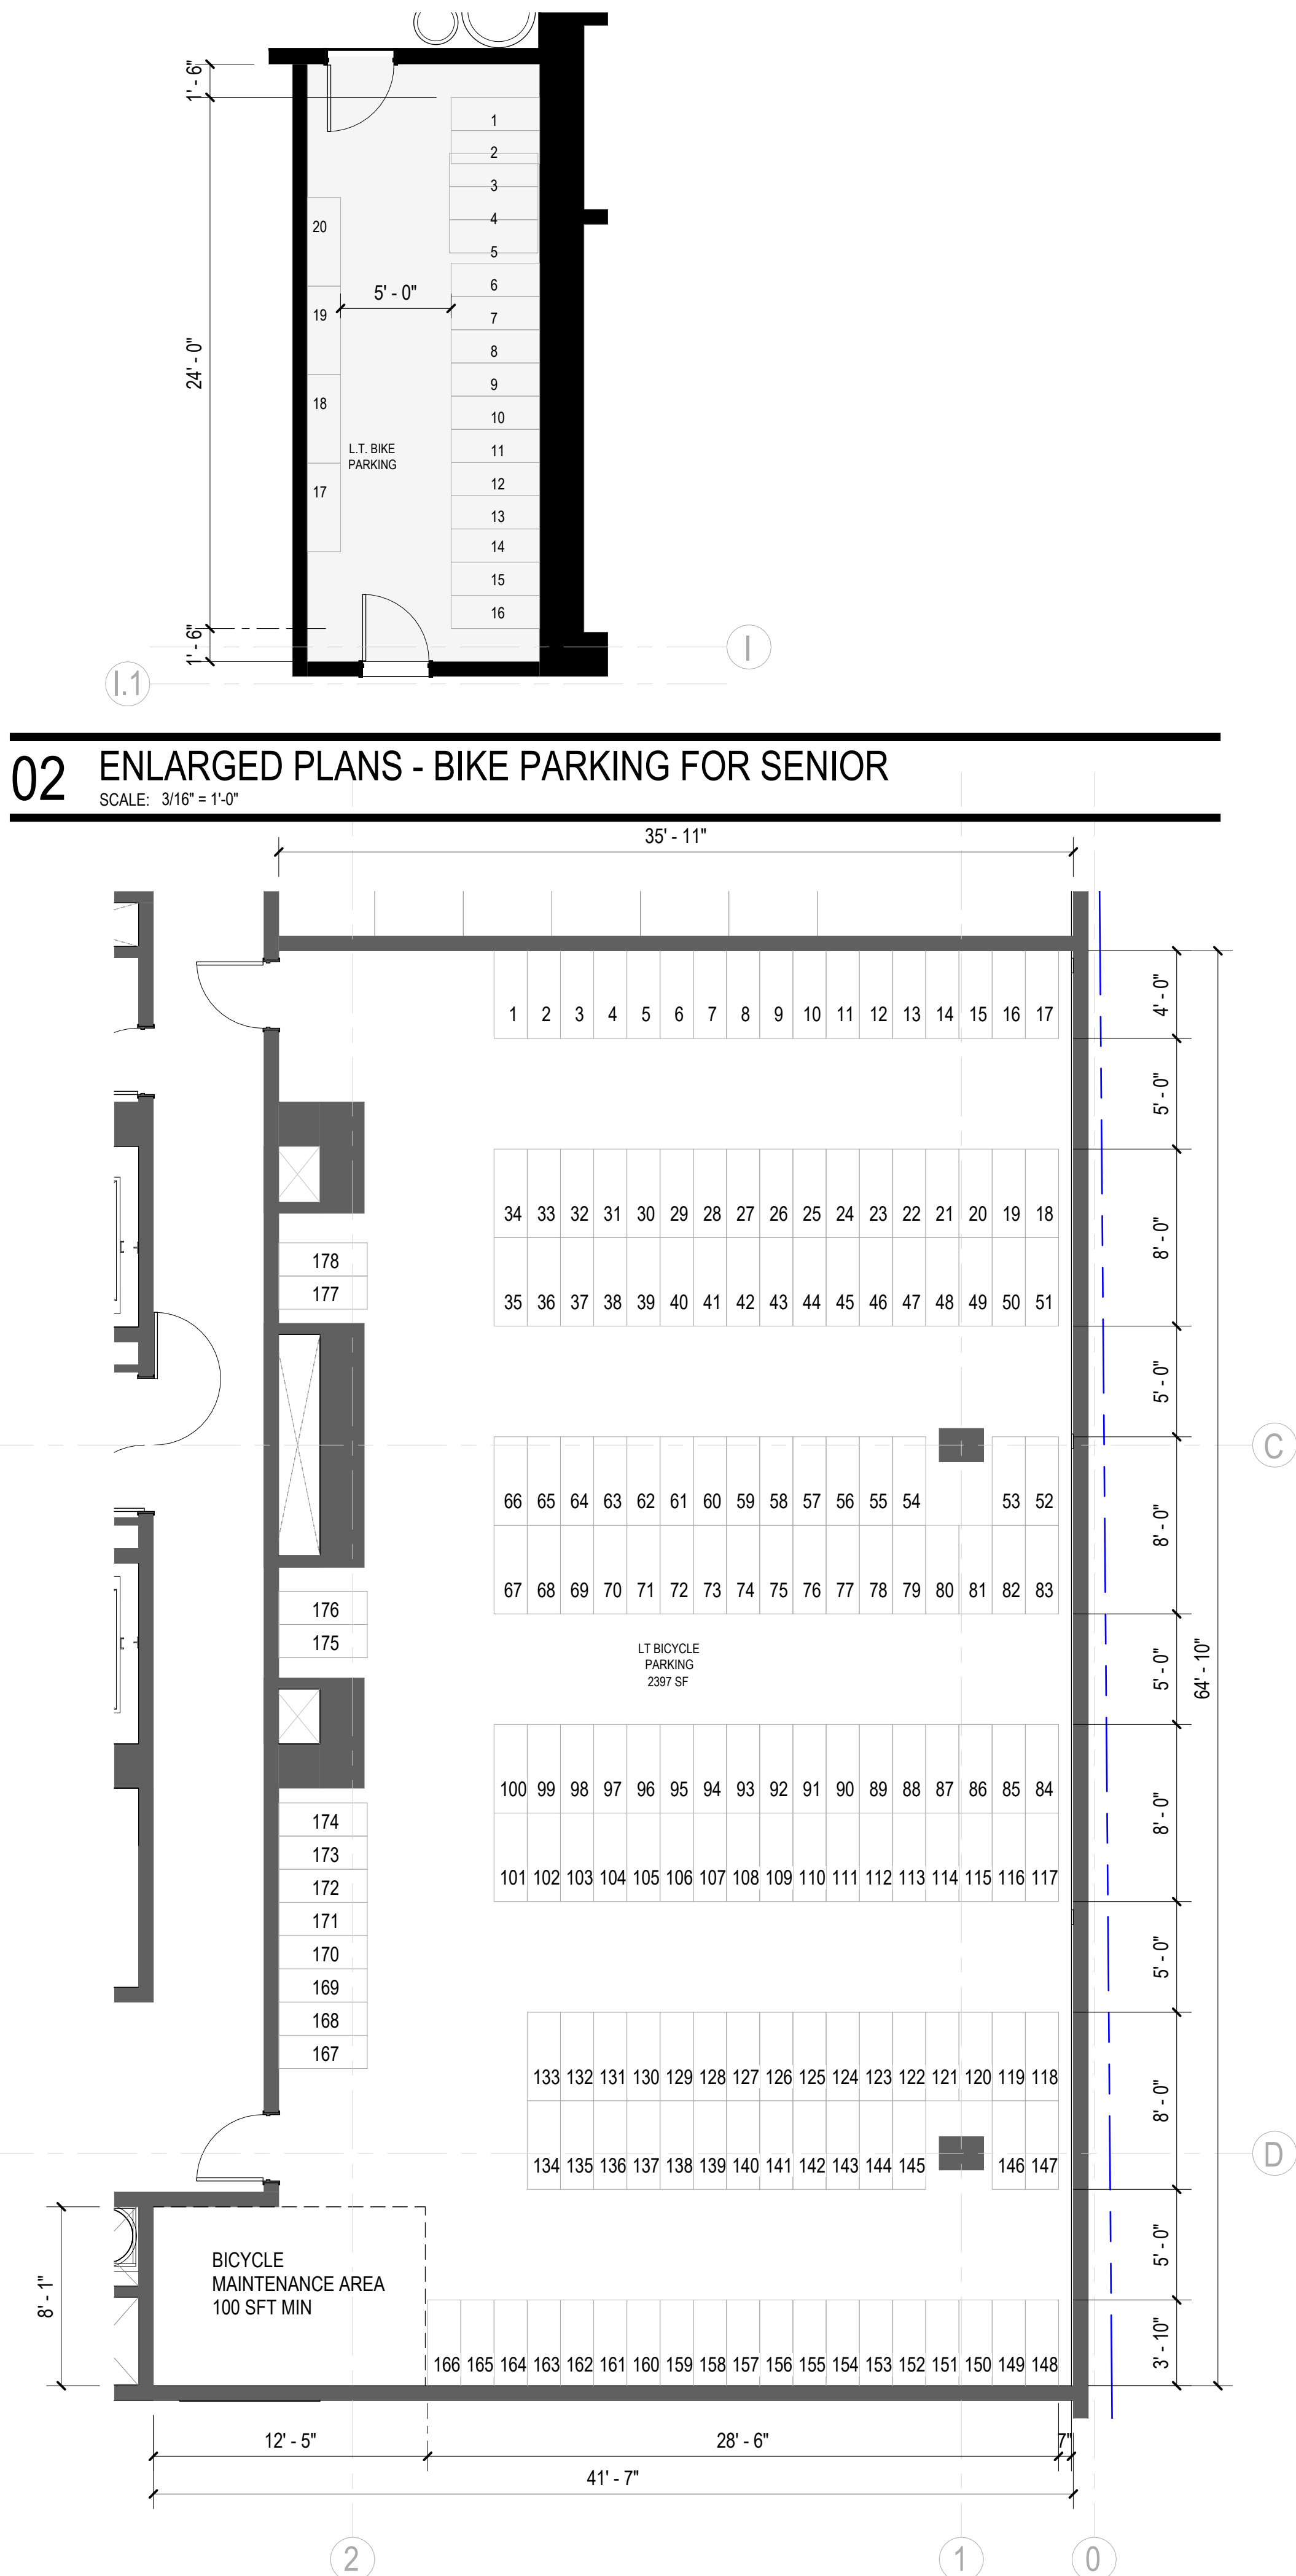 1' - 6"
1
2
3
4
5
6
7
8
9
10
11
12
13
14
15
16
20
19
18
17
5' - 0"
24' - 0"
L.T. BIKE
PARKING
1' - 6"
I
I.1
02 ENLARGED PLANS - BIKE PARKING FOR SENIOR
SCALE: 3/16" = 1'-0"
35' - 11"
1 2 3 4 5 6 7 8 9 10 11 12 13 14 15 16 17
4' - 0"
5' - 0"
34 33 32 31 30 29 28 27 26 25 24 23 22 21 20 19 18
8' - 0"
178
177
35 36 37 38 39 40 41 42 43 44 45 46 47 48 49 50 51
5' - 0"
C
66 65 64 63 62 61 60 59 58 57 56 55 54 53 52
8' - 0"
67 68 69 70 71 72 73 74 75 76 77 78 79 80 81 82 83
176
175
LT BICYCLE
PARKING
2397 SF
5' - 0"
64' - 10"
100 99 98 97 96 95 94 93 92 91 90 89 88 87 86 85 84
8' - 0"
101 102 103 104 105 106 107 108 109 110 111 112 113 114 115 116 117
174
173
172
171
170
169
168
167
5' - 0"
133 132 131 130 129 128 127 126 125 124 123 122 121 120 119 118
8' - 0"
134 135 136 137 138 139 140 141 142 143 144 145 146 147
D
5' - 0"
8' - 1"
BICYCLE
MAINTENANCE AREA
100 SFT MIN
166 165 164 163 162 161 160 159 158 157 156 155 154 153 152 151 150 149 148
3' - 10"
12' - 5"
28' - 6"
7"
41' - 7"
2
1
0